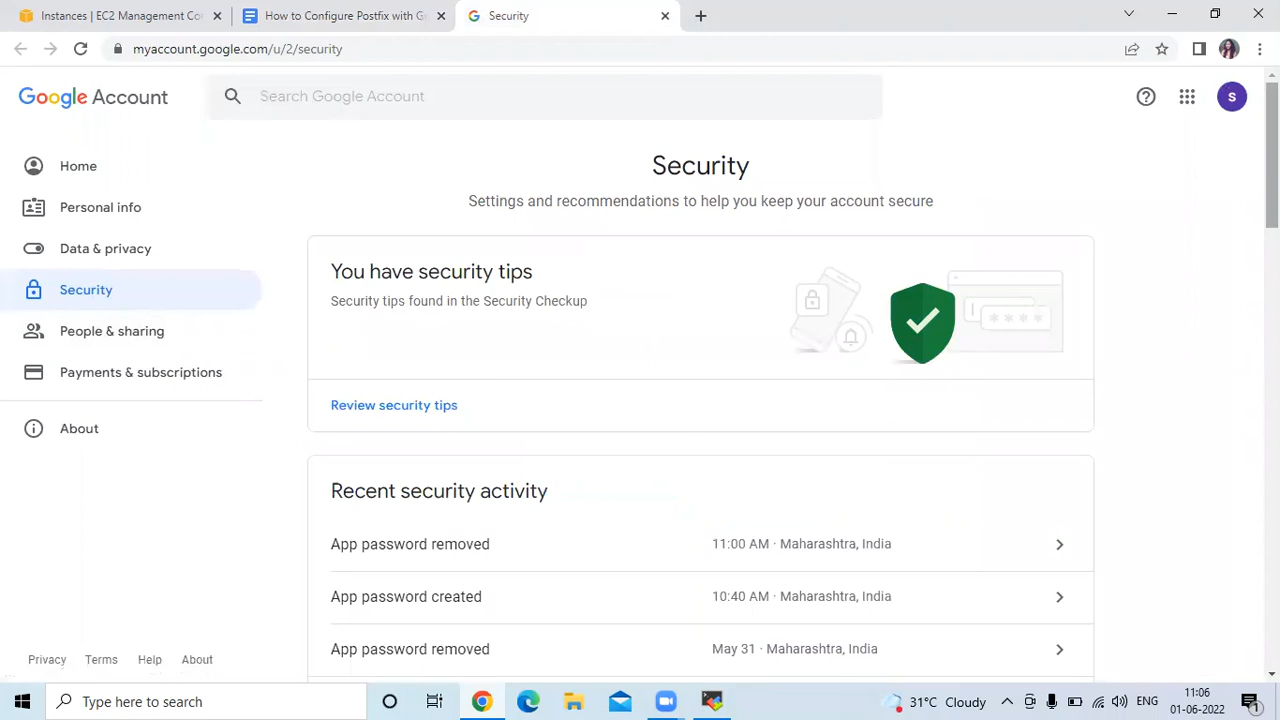 Instances | EC2 Management Con
How to Configure Postfix with G
Security
myaccount.google.com/u/2/security
Google Account
Search Google Account
s
Home
Personal info
Data & privacy
Security
People & sharing
Payments & subscriptions
About
Security
Settings and recommendations to help you keep your account secure
You have security tips
Security tips found in the Security Checkup
Review security tips
Recent security activity
App password removed 11:00 AM · Maharashtra, India
App password created 10:40 AM · Maharashtra, India
App password removed May 31 · Maharashtra, India
Privacy Terms Help About
Type here to search
31°C Cloudy
ENG
11:06
01-06-2022
1